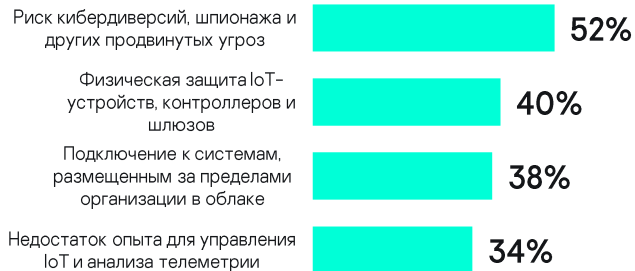 Риск кибердиверсий, шпионажа и
других продвинутых угроз
52%
Физическая защита IoT-
устройств, контроллеров и
шлюзов
40%
Подключение к системам,
размещенным за пределами
организации в облаке
38%
Недостаток опыта для управления
IoT и анализа телеметрии
34%